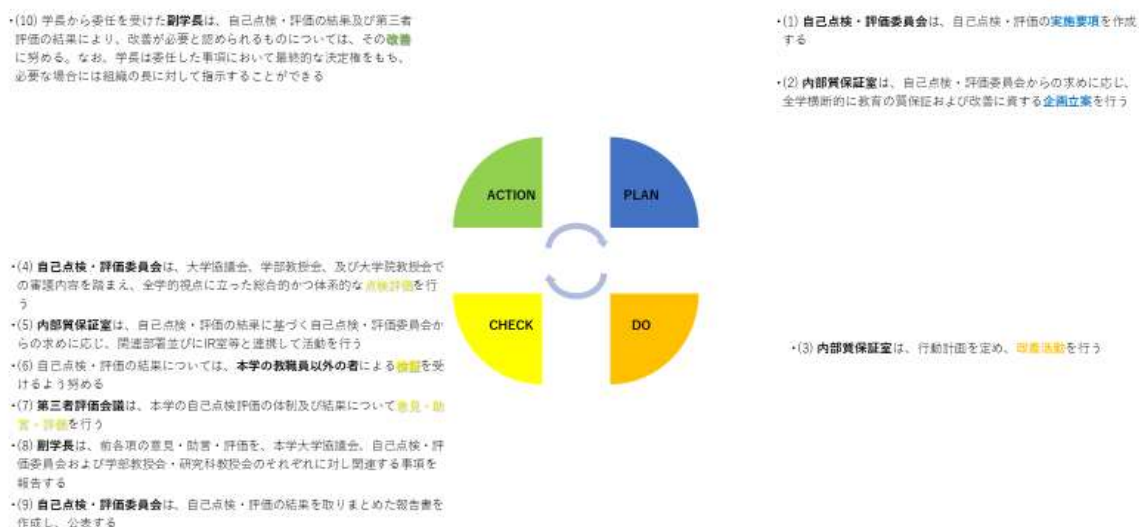 ・(10) 学長から委任を受けた副学長は、自己点検・評価の結果及び第三者
評価の結果により、改善が必要と認められるものについては、その改善
に努める。なお、学長は委任した事項において最終的な決定権をもち、
必要な場合には組織の長に対して指示することができる
・(1) 自己点検・評価委員会は、自己点検・評価の実施要項を作成
する
・(2) 内部質保証室は、自己点検・評価委員会からの求めに応じ、
全学横断的に教育の質保証および改善に資する企画立案を行う
ACTION
PLAN
CHECK
DO
・(4) 自己点検・評価委員会は、大学協議会、学部教授会、及び大学院教授会で
の審議内容を踏まえ、全学的視点に立った総合的かつ体系的な点検評価を行
う
・(5) 内部質保証室は、自己点検・評価の結果に基づく自己点検・評価委員会か
らの求めに応じ、関連部署並びにIR室等と連携して活動を行う
・(6) 自己点検・評価の結果については、本学の教職員以外の者による検証を受
けるよう努める
・(7) 第三者評価会議は、本学の自己点検評価の体制及び結果について意見・助
言・評価を行う
・(8) 副学長は、前各項の意見・助言・評価を、本学大学協議会、自己点検・評
価委員会および学部教授会・研究科教授会のそれぞれに対し関連する事項を
報告する
・(9) 自己点検・評価委員会は、自己点検・評価の結果を取りまとめた報告書を
作成し、公表する
・(3) 内部質保証室は、行動計画を定め、改善活動を行う